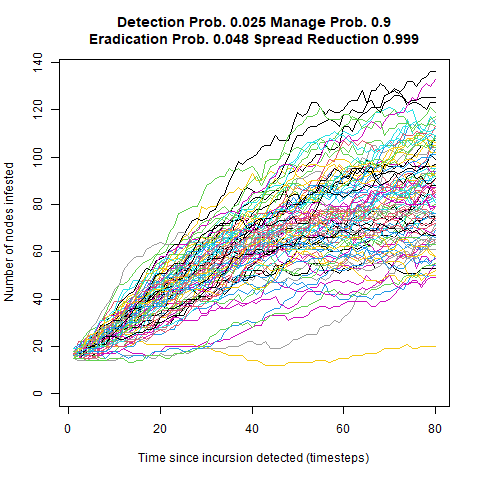 Detection Prob. 0.025 Manage Prob. 0.9
Eradication Prob. 0.048 Spread Reduction 0.999
Number of nodes infested
140
120
100
80
60
40
20
0
0 20 40 60 80
Time since incursion detected (timesteps)